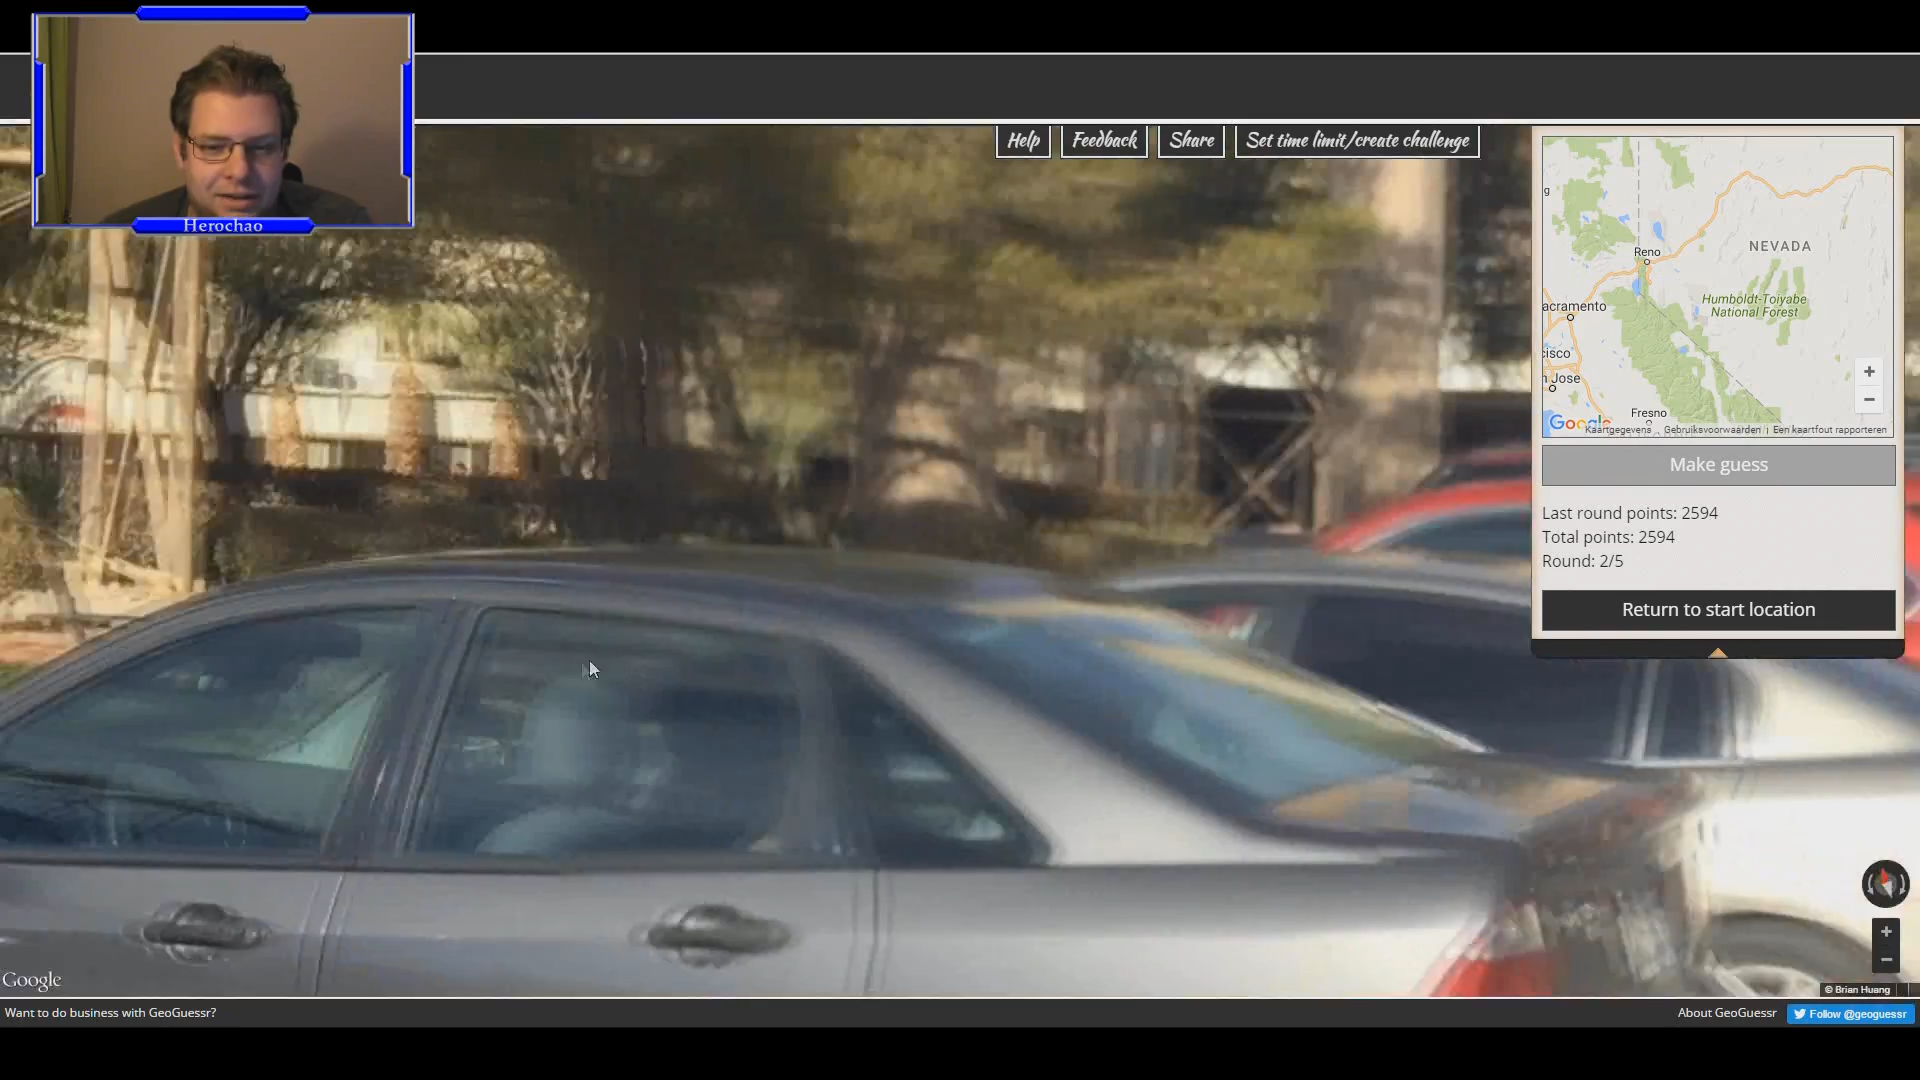 Herochao
Help
Feedback
Share
Set time limit/create challenge
g
Reno
NEVADA
Humboldt-Toiyabe
National Forest
acramento
cisco
n Jose
Fresno
Google
Kaartgegevens
Gebruiksvoorwaarden
Een kaartfout rapporteren
+
−
Make guess
Last round points: 2594
Total points: 2594
Round: 2/5
Return to start location
+
−
Google
© Brian Huang
Want to do business with GeoGuessr?
About GeoGuessr
Follow @geoguessr